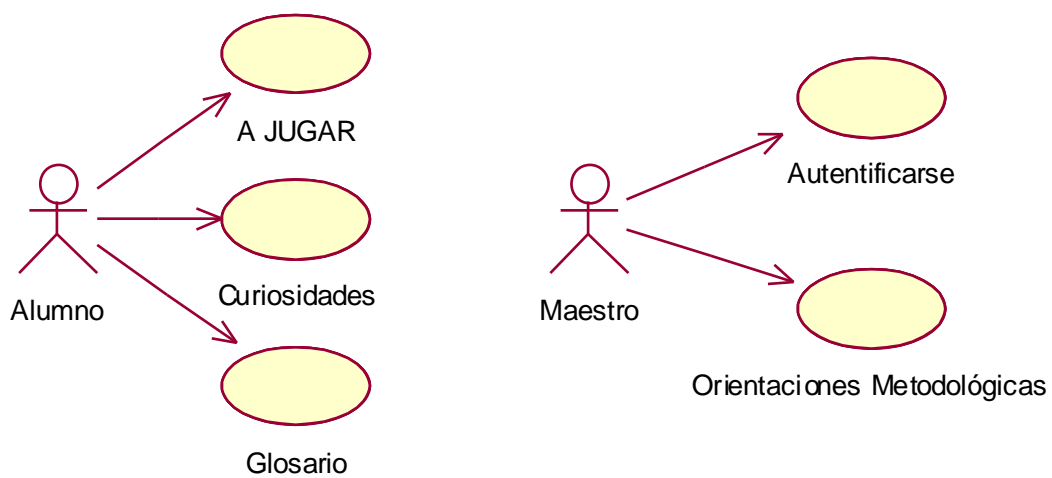 A JUGAR
Curiosidades
Alumno
Glosario
Autentificarse
Maestro
Orientaciones Metodológicas